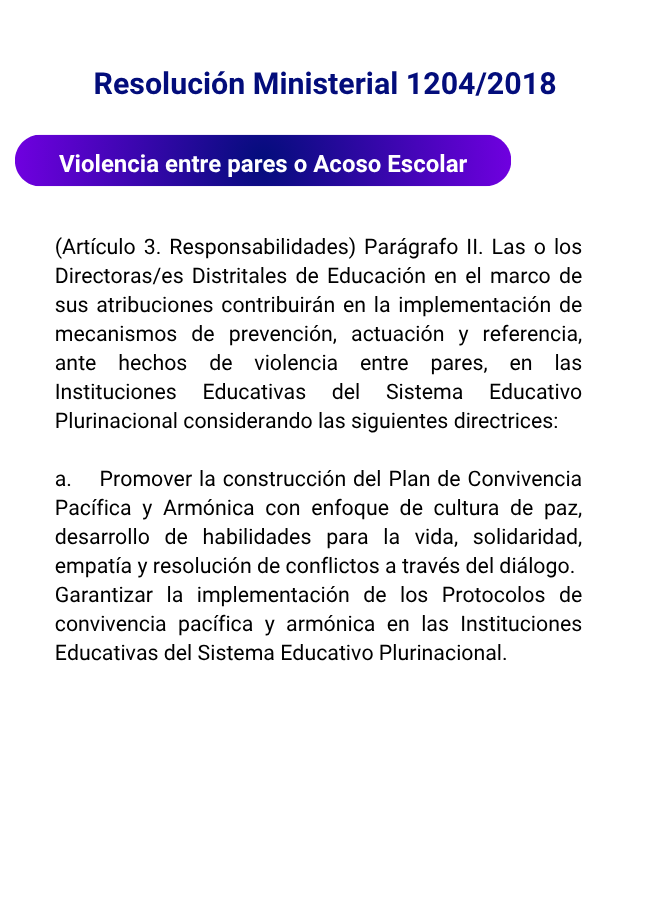 Resolución Ministerial 1204/2018
Violencia entre pares o Acoso Escolar
(Artículo 3. Responsabilidades) Parágrafo II. Las o los
Directoras/es Distritales de Educación en el marco de
sus atribuciones contribuirán en la implementación de
mecanismos de prevención, actuación y referencia,
ante hechos de violencia entre pares, en las
Instituciones Educativas del Sistema Educativo
Plurinacional considerando las siguientes directrices:
a. Promover la construcción del Plan de Convivencia
Pacífica y Armónica con enfoque de cultura de paz,
desarrollo de habilidades para la vida, solidaridad,
empatía y resolución de conflictos a través del diálogo.
Garantizar la implementación de los Protocolos de
convivencia pacífica y armónica en las Instituciones
Educativas del Sistema Educativo Plurinacional.